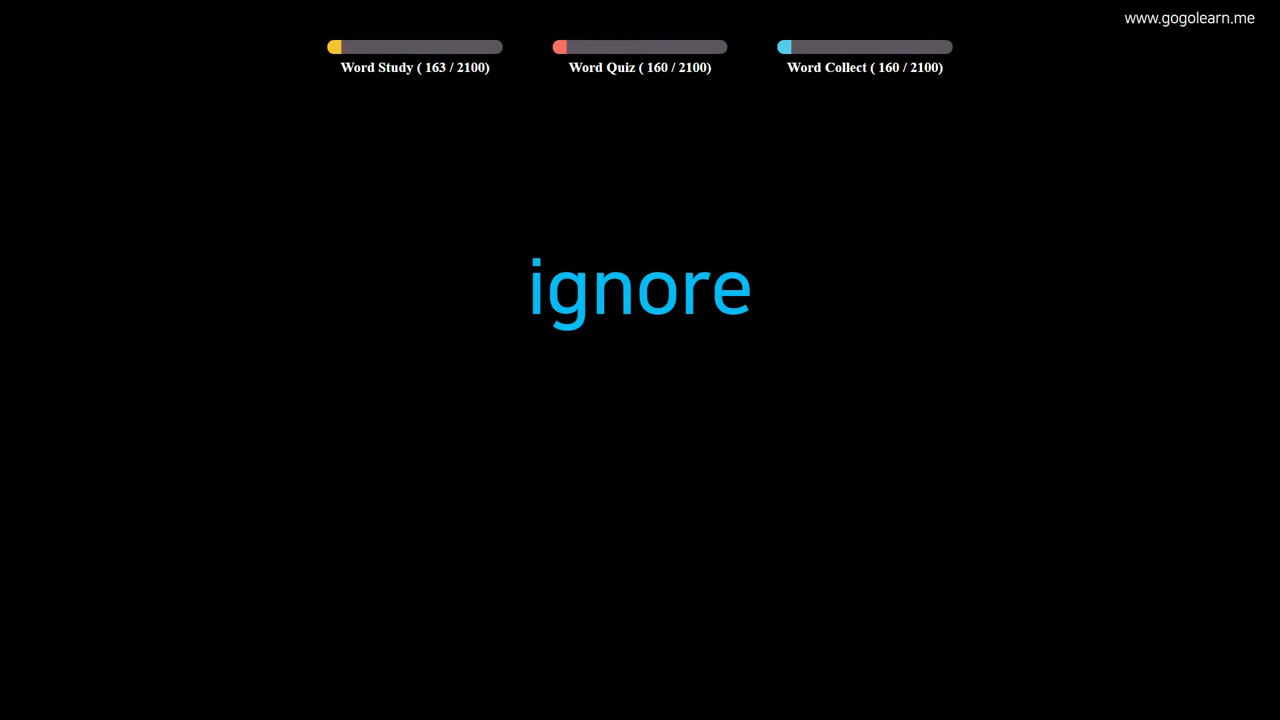 www.gogolearn.me
Word Study ( 163 / 2100)
Word Quiz ( 160 / 2100)
Word Collect ( 160 / 2100)
ignore